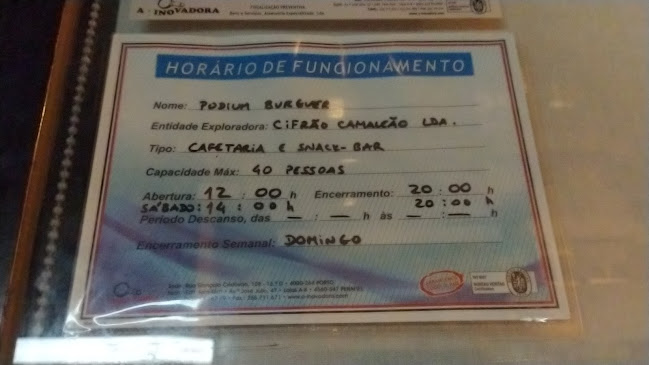 A - INOVADORA
HORÁRIO DE FUNCIONAMENTO
Nome: PODIUM BURGUER
Entidade Exploradora: CIFRÃO CAMALEÃO LDA.
Tipo: CAFETARIA E SNACK-BAR
Capacidade Máx: 40 PESSOAS
Abertura: 12 : 00 h Encerramento: 20 : 00 h
SÁBADO: 14 : 00 h 20 : 00 h
Período Descanso, das — : — h às — : — h
Encerramento Semanal: DOMINGO